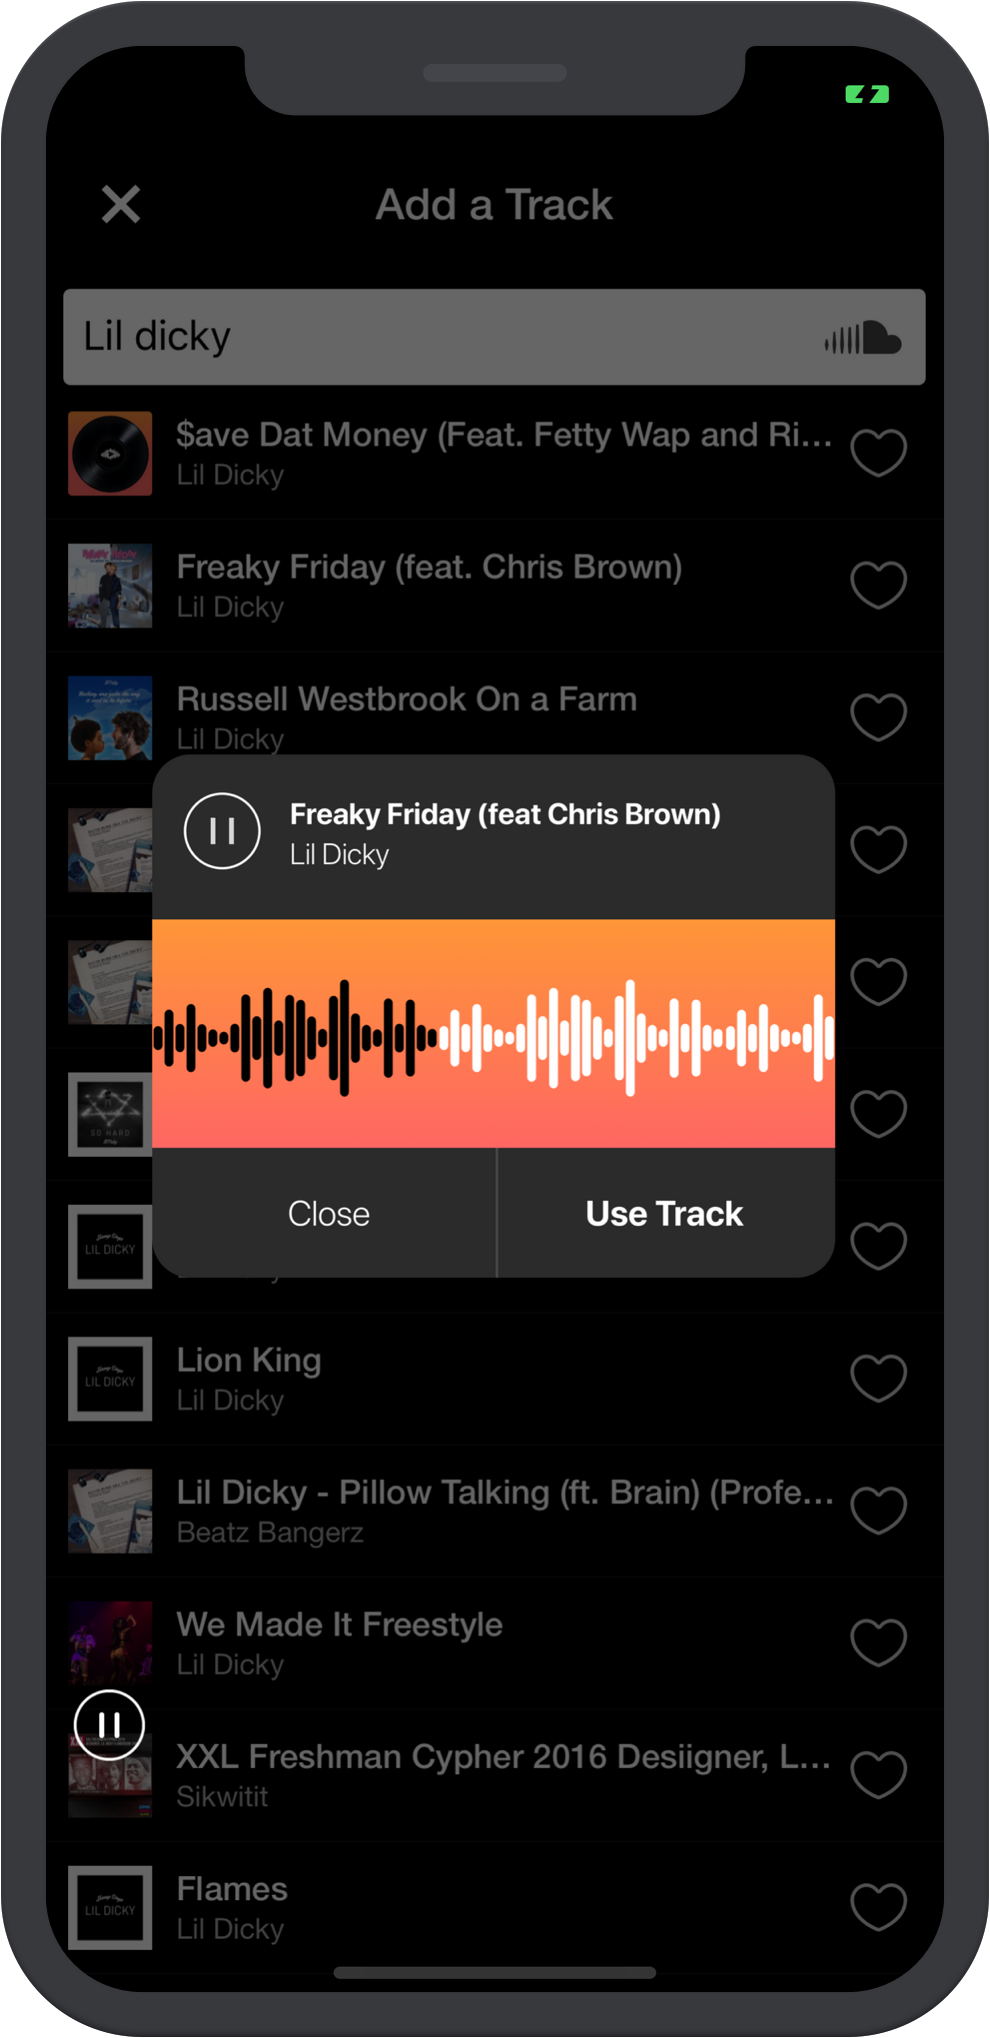 Add a Track
Lil dicky
$ave Dat Money (Feat. Fetty Wap and Ri...
Lil Dicky
Freaky Friday (feat. Chris Brown)
Lil Dicky
Russell Westbrook On a Farm
Lil Dicky
Freaky Friday (feat Chris Brown)
Lil Dicky
SO HARD
Close
Use Track
LIL DICKY
Lion King
LIL DICKY
Lil Dicky
Lil Dicky - Pillow Talking (ft. Brain) (Profe...
Beatz Bangerz
We Made It Freestyle
Lil Dicky
XXL Freshman Cypher 2016 Desiigner, L...
Sikwitit
Flames
LIL DICKY
Lil Dicky